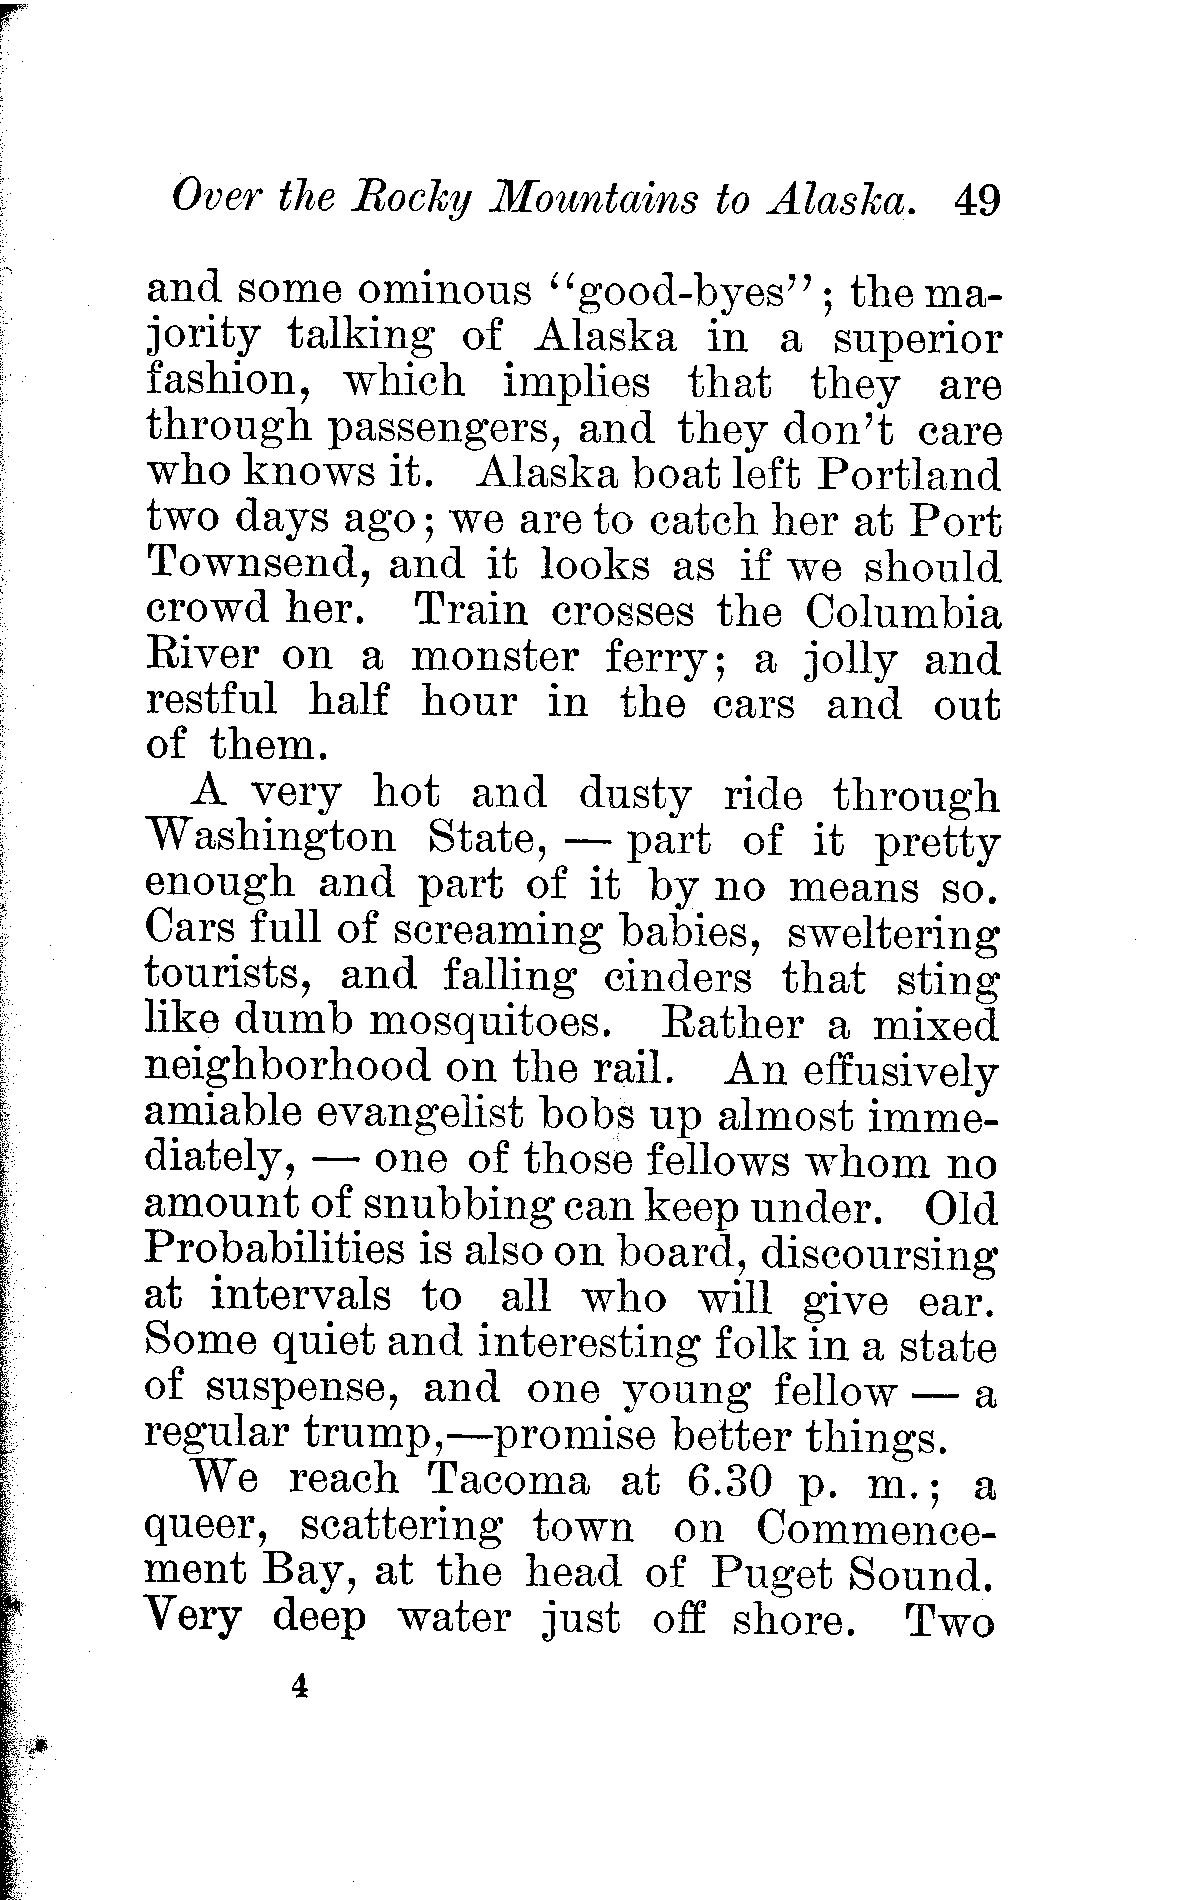 Over the Rocky Mountains to Alaska. 49
and some ominous "good-byes"; the ma-
jority talking of Alaska in a superior
fashion, which implies that they are
through passengers, and they don't care
who knows it. Alaska boat left Portland
two days ago; we are to catch her at Port
Townsend, and it looks as if we should
crowd her. Train crosses the Columbia
River on a monster ferry; a jolly and
restful half hour in the cars and out
of them.
A very hot and dusty ride through
Washington State, — part of it pretty
enough and part of it by no means so.
Cars full of screaming babies, sweltering
tourists, and falling cinders that sting
like dumb mosquitoes. Rather a mixed
neighborhood on the rail. An effusively
amiable evangelist bobs up almost imme-
diately, — one of those fellows whom no
amount of snubbing can keep under. Old
Probabilities is also on board, discoursing
at intervals to all who will give ear.
Some quiet and interesting folk in a state
of suspense, and one young fellow — a
regular trump,—promise better things.
We reach Tacoma at 6.30 p. m.; a
queer, scattering town on Commence-
ment Bay, at the head of Puget Sound.
Very deep water just off shore. Two
4